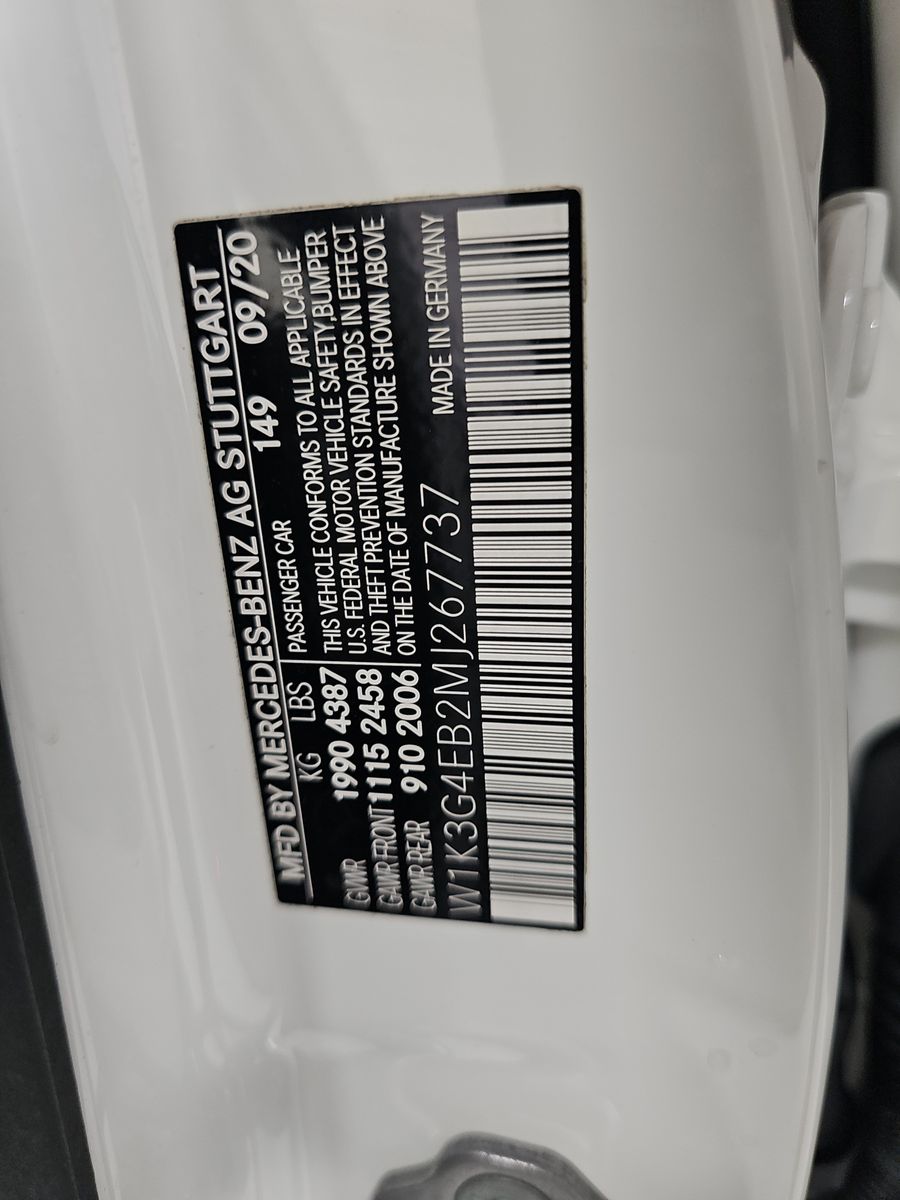 MFD BY MERCEDES-BENZ AG STUTTGART
KG LBS 149 09/20
PASSENGER CAR
GVWR 1990 4387
GAWR FRONT 1115 2458
GAWR REAR 910 2006
THIS VEHICLE CONFORMS TO ALL APPLICABLE
U.S. FEDERAL MOTOR VEHICLE SAFETY,BUMPER
AND THEFT PREVENTION STANDARDS IN EFFECT
ON THE DATE OF MANUFACTURE SHOWN ABOVE
W1K3G4EB2MJ267737 MADE IN GERMANY